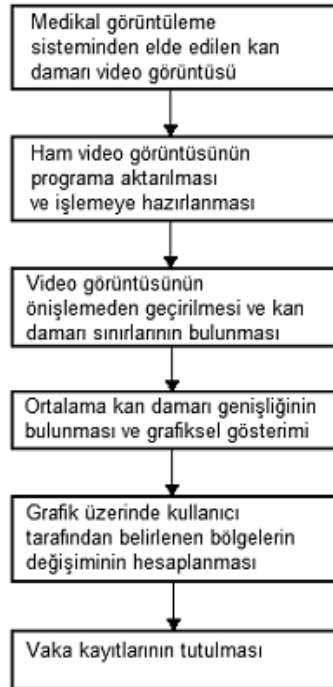 Medikal görüntüleme
sisteminden elde edilen kan
damarı video görüntüsü
Ham video görüntüsünün
programa aktarılması
ve işlemeye hazırlanması
Video görüntüsünün
önişlemeden geçirilmesi ve kan
damarı sınırlarının bulunması
Ortalama kan damarı genişliğinin
bulunması ve grafiksel gösterimi
Grafik üzerinde kullanıcı
tarafından belirlenen bölgelerin
değişiminin hesaplanması
Vaka kayıtlarının tutulması